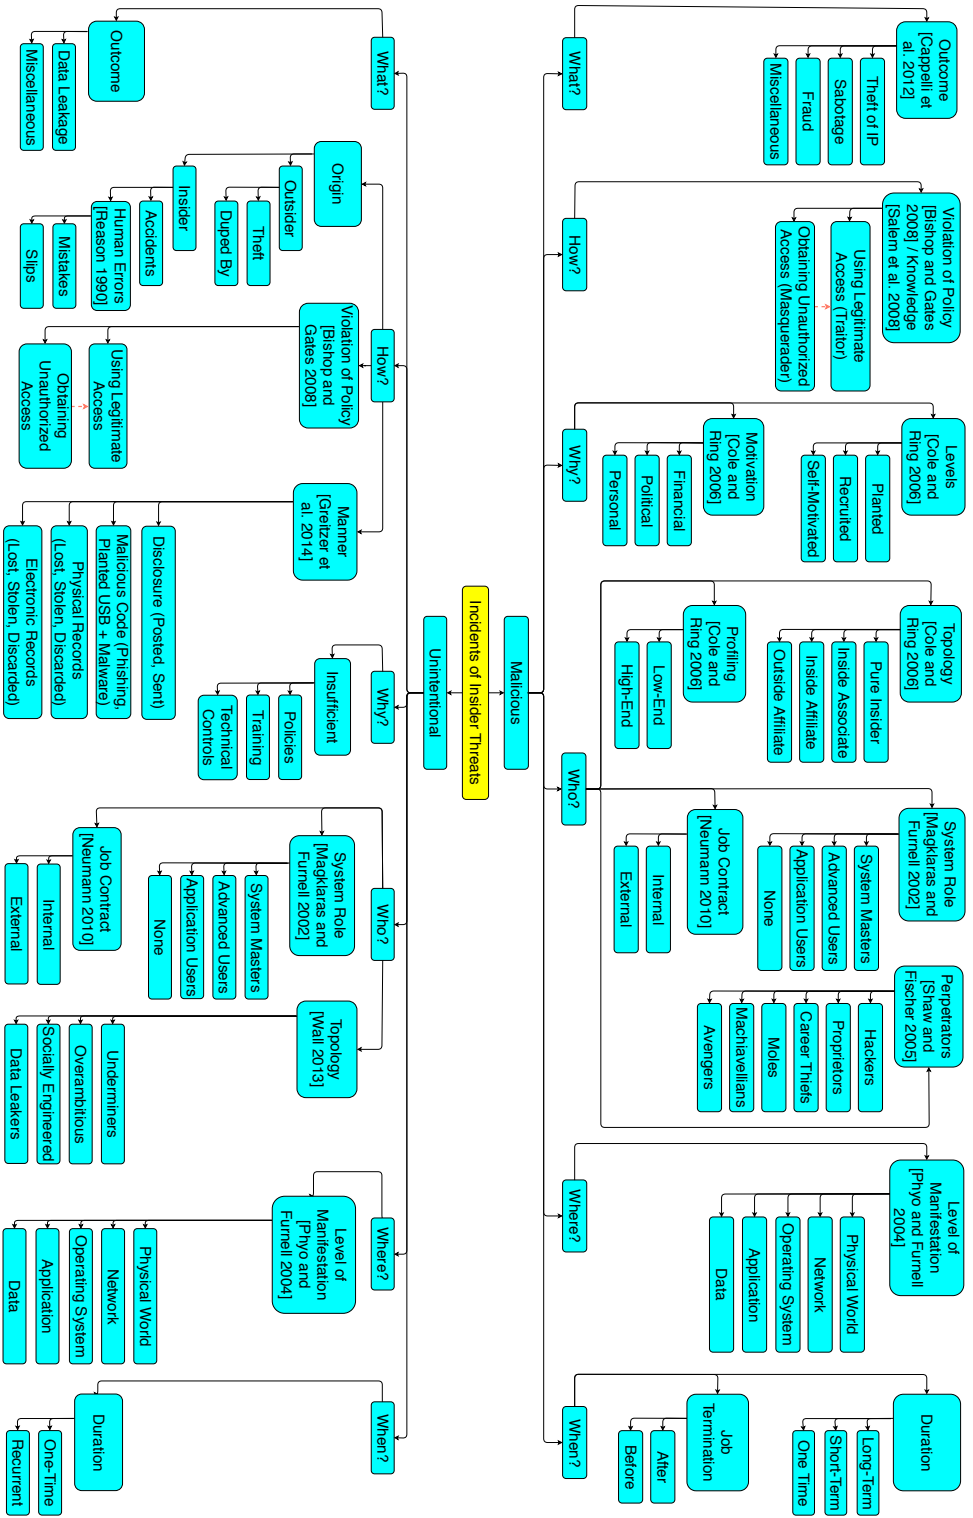 Incidents of Insider Threats
Malicious
What?
Outcome
[Cappelli et
al. 2012]
Theft of IP
Sabotage
Fraud
Miscellaneous
How?
Violation of Policy
[Bishop and Gates
2008] / Knowledge
[Salem et al. 2008]
Using Legitimate
Access (Traitor)
Obtaining Unauthorized
Access (Masquerader)
Why?
Levels
[Cole and
Ring 2006]
Planted
Recruited
Self-Motivated
Motivation
[Cole and
Ring 2006]
Financial
Political
Personal
Who?
Topology
[Cole and
Ring 2006]
Pure Insider
Inside Associate
Inside Affiliate
Outside Affiliate
Profiling
[Cole and
Ring 2006]
Low-End
High-End
System Role
[Magklaras and
Furnell 2002]
System Masters
Advanced Users
Application Users
None
Job Contract
[Neumann 2010]
Internal
External
Perpetrators
[Shaw and
Fischer 2005]
Hackers
Proprietors
Career Thiefs
Moles
Machiavellians
Avengers
Where?
Level of
Manifestation
[Phyo and Furnell
2004]
Physical World
Network
Operating System
Application
Data
When?
Duration
Long-Term
Short-Term
One Time
Job
Termination
After
Before
Unintentional
What?
Outcome
Data Leakage
Miscellaneous
How?
Origin
Outsider
Theft
Duped By
Insider
Accidents
Human Errors
[Reason 1990]
Mistakes
Slips
Violation of Policy
[Bishop and
Gates 2008]
Using Legitimate
Access
Obtaining
Unauthorized
Access
Manner
[Greitzer et
al. 2014]
Disclosure (Posted, Sent)
Malicious Code (Phishing,
Planted USB + Malware)
Physical Records
(Lost, Stolen, Discarded)
Electronic Records
(Lost, Stolen, Discarded)
Why?
Insufficient
Policies
Training
Technical
Controls
Who?
System Role
[Magklaras and
Furnell 2002]
System Masters
Advanced Users
Application Users
None
Job Contract
[Neumann 2010]
Internal
External
Topology
[Wall 2013]
Underminers
Overambitious
Socially Engineered
Data Leakers
Where?
Level of
Manifestation
[Phyo and
Furnell 2004]
Physical World
Network
Operating System
Application
Data
When?
Duration
One-Time
Recurrent